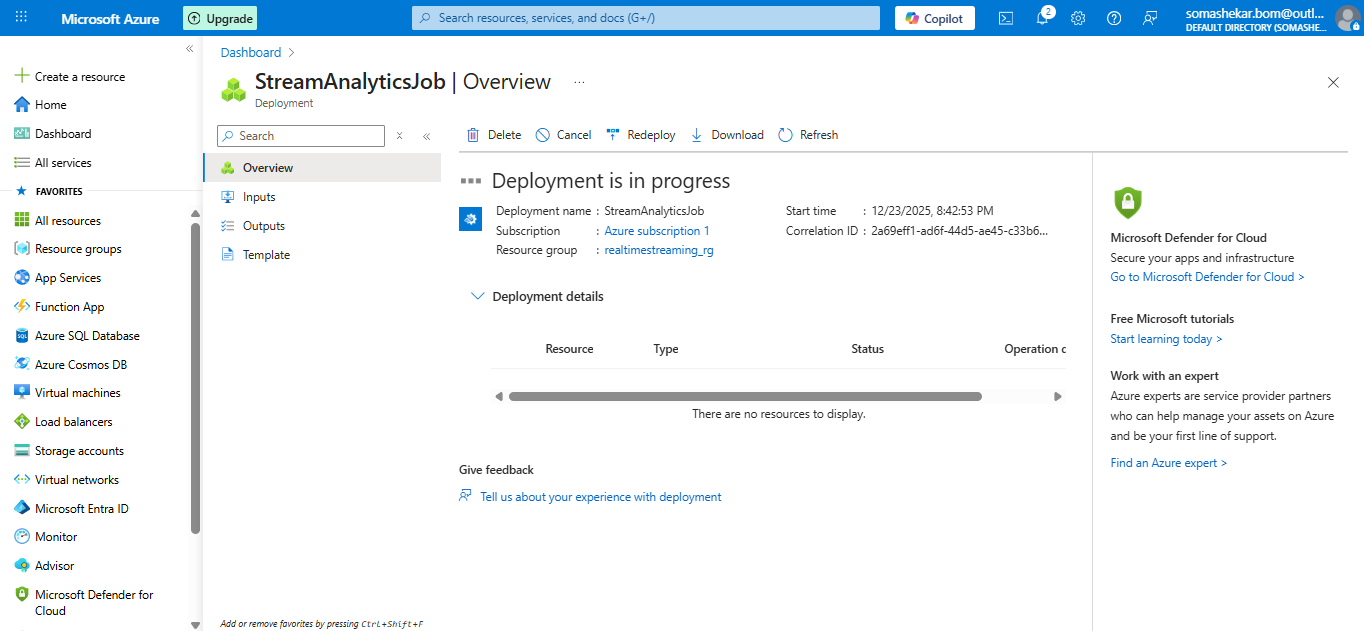 Microsoft Azure
Upgrade
Search resources, services, and docs (G+/)
Copilot
2
somashekar.bom@outl...
DEFAULT DIRECTORY (SOMASHE...
Create a resource
Home
Dashboard
All services
FAVORITES
All resources
Resource groups
App Services
Function App
Azure SQL Database
Azure Cosmos DB
Virtual machines
Load balancers
Storage accounts
Virtual networks
Microsoft Entra ID
Monitor
Advisor
Microsoft Defender for
Cloud
Dashboard >
StreamAnalyticsJob | Overview ...
Deployment
Search
Overview
Inputs
Outputs
Template
Add or remove favorites by pressing Ctrl+Shift+F
Delete Cancel Redeploy Download Refresh
Deployment is in progress
Deployment name : StreamAnalyticsJob
Subscription : Azure subscription 1
Resource group : realtimestreaming_rg
Start time : 12/23/2025, 8:42:53 PM
Correlation ID : 2a69eff1-ad6f-44d5-ae45-c33b6...
Deployment details
Resource Type Status Operation c
There are no resources to display.
Give feedback
Tell us about your experience with deployment
Microsoft Defender for Cloud
Secure your apps and infrastructure
Go to Microsoft Defender for Cloud >
Free Microsoft tutorials
Start learning today >
Work with an expert
Azure experts are service provider partners
who can help manage your assets on Azure
and be your first line of support.
Find an Azure expert >